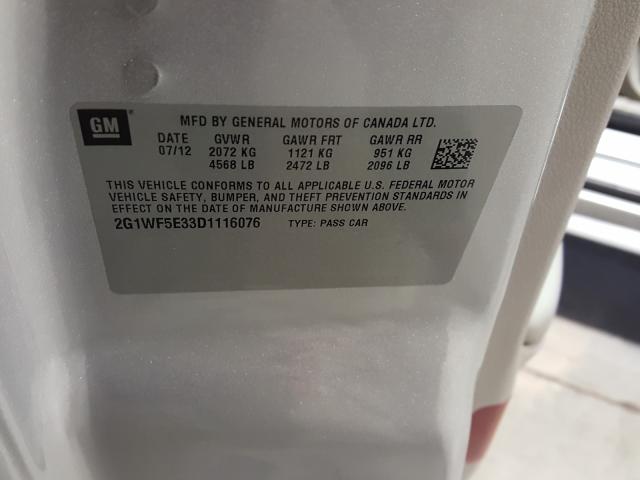 GM
MFD BY GENERAL MOTORS OF CANADA LTD.
DATE GVWR GAWR FRT GAWR RR
07/12 2072 KG 1121 KG 951 KG
4568 LB 2472 LB 2096 LB
THIS VEHICLE CONFORMS TO ALL APPLICABLE U.S. FEDERAL MOTOR
VEHICLE SAFETY, BUMPER, AND THEFT PREVENTION STANDARDS IN
EFFECT ON THE DATE OF MANUFACTURE SHOWN ABOVE.
2G1WF5E33D1116076 TYPE: PASS CAR